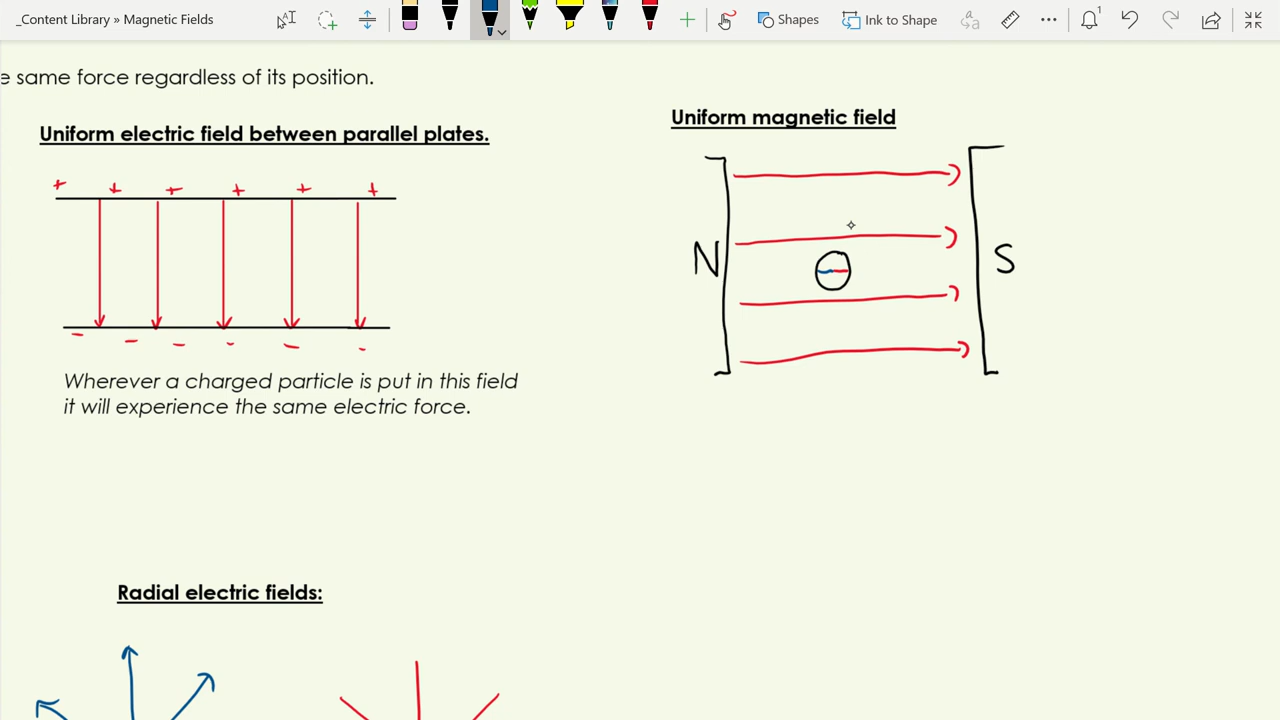 _Content Library » Magnetic Fields
Shapes
Ink to Shape
e same force regardless of its position.
Uniform electric field between parallel plates.
+ + + + + +
- - - - - -
Wherever a charged particle is put in this field
it will experience the same electric force.
Uniform magnetic field
N
S
Radial electric fields: